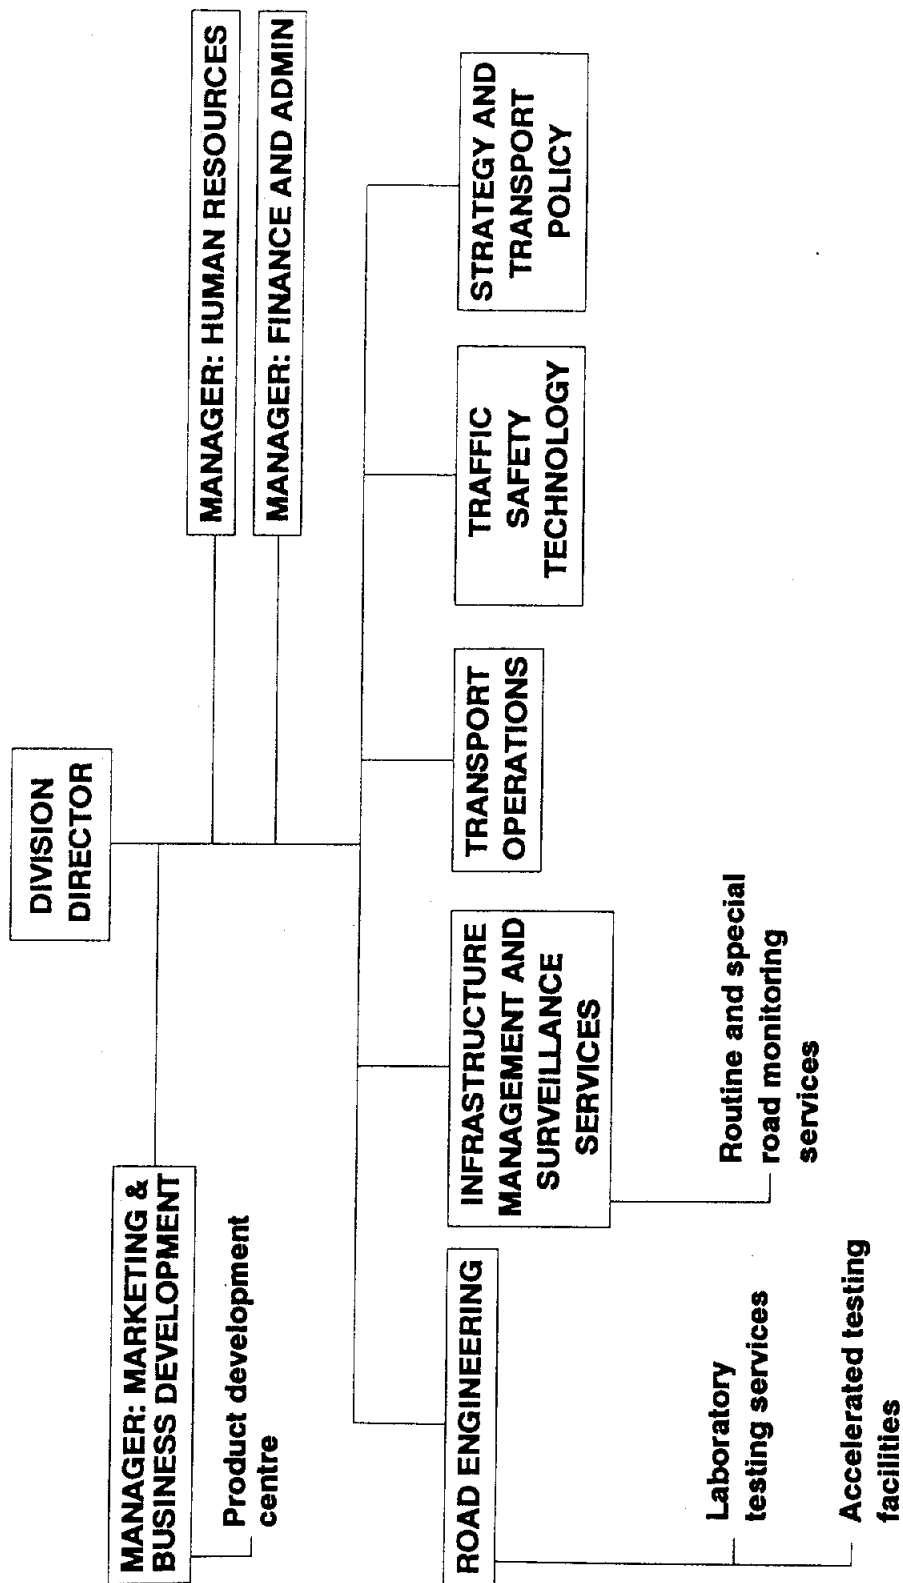 DIVISION
DIRECTOR
MANAGER: MARKETING &
BUSINESS DEVELOPMENT
Product development
centre
MANAGER: HUMAN RESOURCES
MANAGER: FINANCE AND ADMIN
ROAD ENGINEERING
Laboratory
testing services
Accelerated testing
facilities
INFRASTRUCTURE
MANAGEMENT AND
SURVEILLANCE
SERVICES
Routine and special
road monitoring
services
TRANSPORT
OPERATIONS
TRAFFIC
SAFETY
TECHNOLOGY
STRATEGY AND
TRANSPORT
POLICY